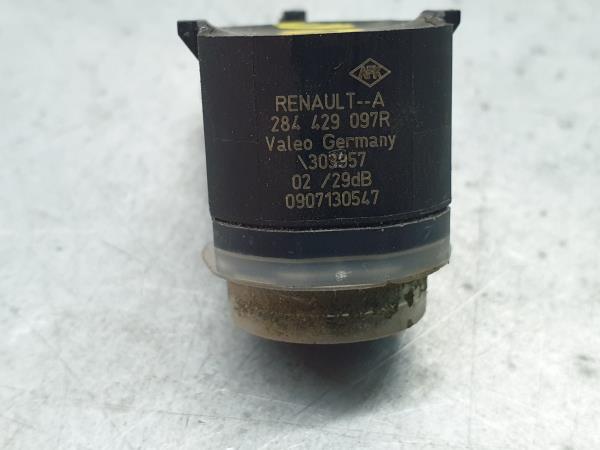 RENAULT--A
284 429 097R
Valeo Germany
\303957
02 /29dB
0907130547